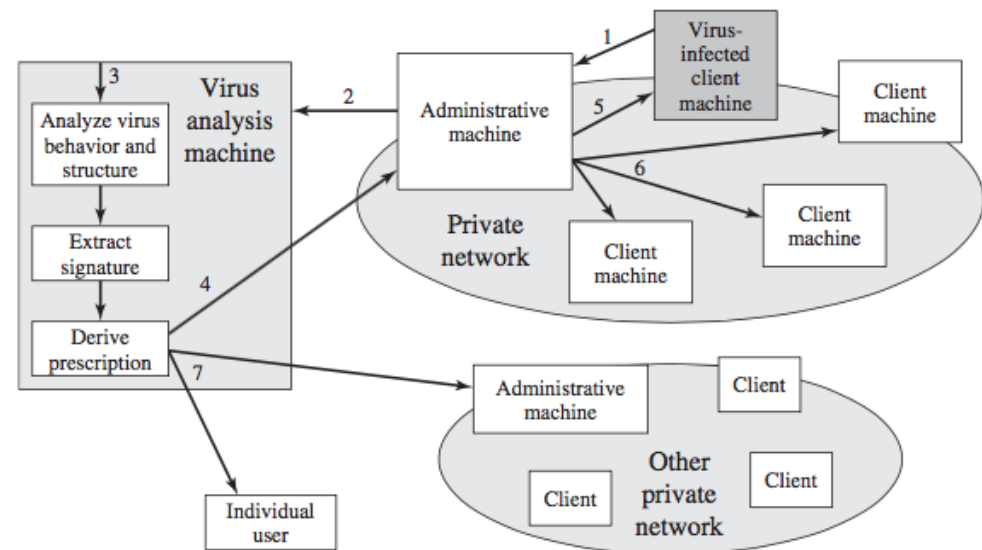 3
Analyze virus
behavior and
structure
Extract
signature
Derive
prescription
Virus
analysis
machine
2
Administrative
machine
1
Virus-
infected
client
machine
5
Client
machine
6
Client
machine
Client
machine
Private
network
4
7
Individual
user
Administrative
machine
Client
Client
Client
Other
private
network